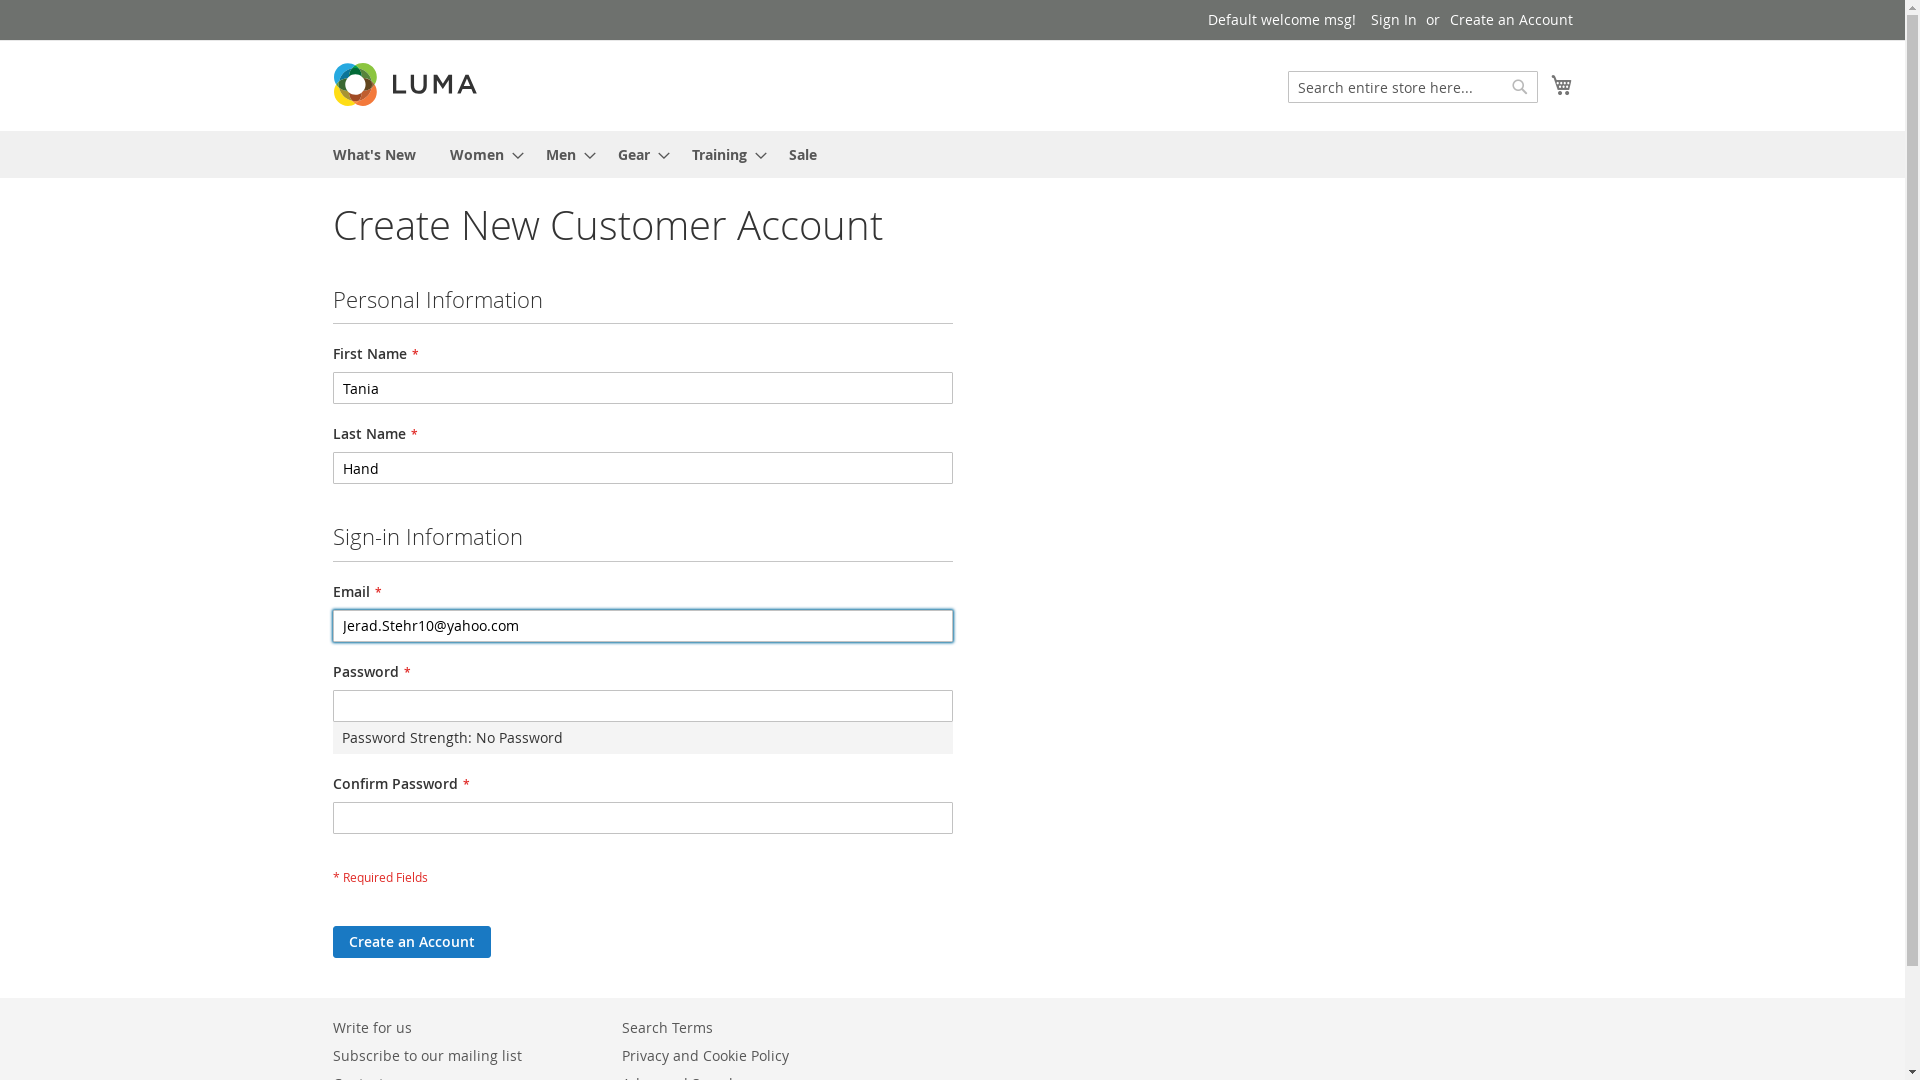 Default welcome msg! Sign In or Create an Account
LUMA
Search entire store here...
What's New Women Men Gear Training Sale
Create New Customer Account
Personal Information
First Name *
Tania
Last Name *
Hand
Sign-in Information
Email *
Jerad.Stehr10@yahoo.com
Password *
Password Strength: No Password
Confirm Password *
* Required Fields
Create an Account
Write for us
Subscribe to our mailing list
Search Terms
Privacy and Cookie Policy